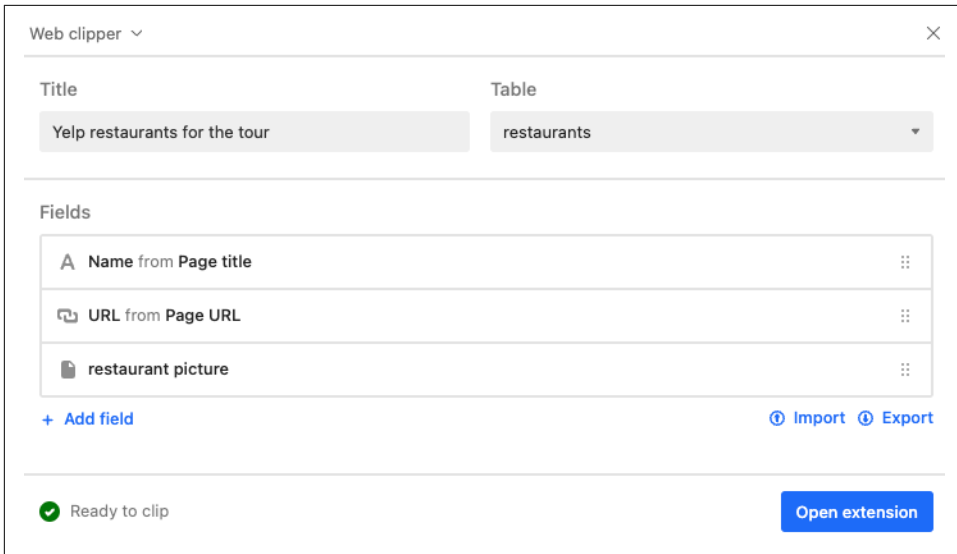 Web clipper
Title
Table
Yelp restaurants for the tour
restaurants
Fields
Name from Page title
URL from Page URL
restaurant picture
+ Add field
Import
Export
Ready to clip
Open extension